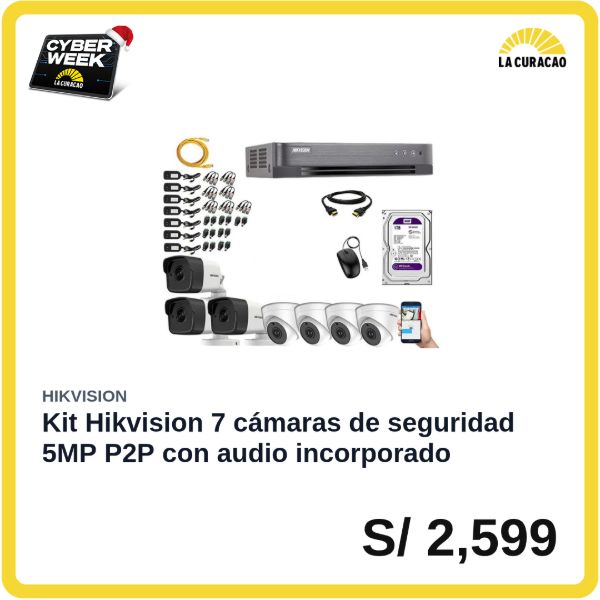 CYBER
WEEK
LA CURACAO
LA CURACAO
HIKVISION
1TB
HIKVISION
Kit Hikvision 7 cámaras de seguridad
5MP P2P con audio incorporado
S/ 2,599